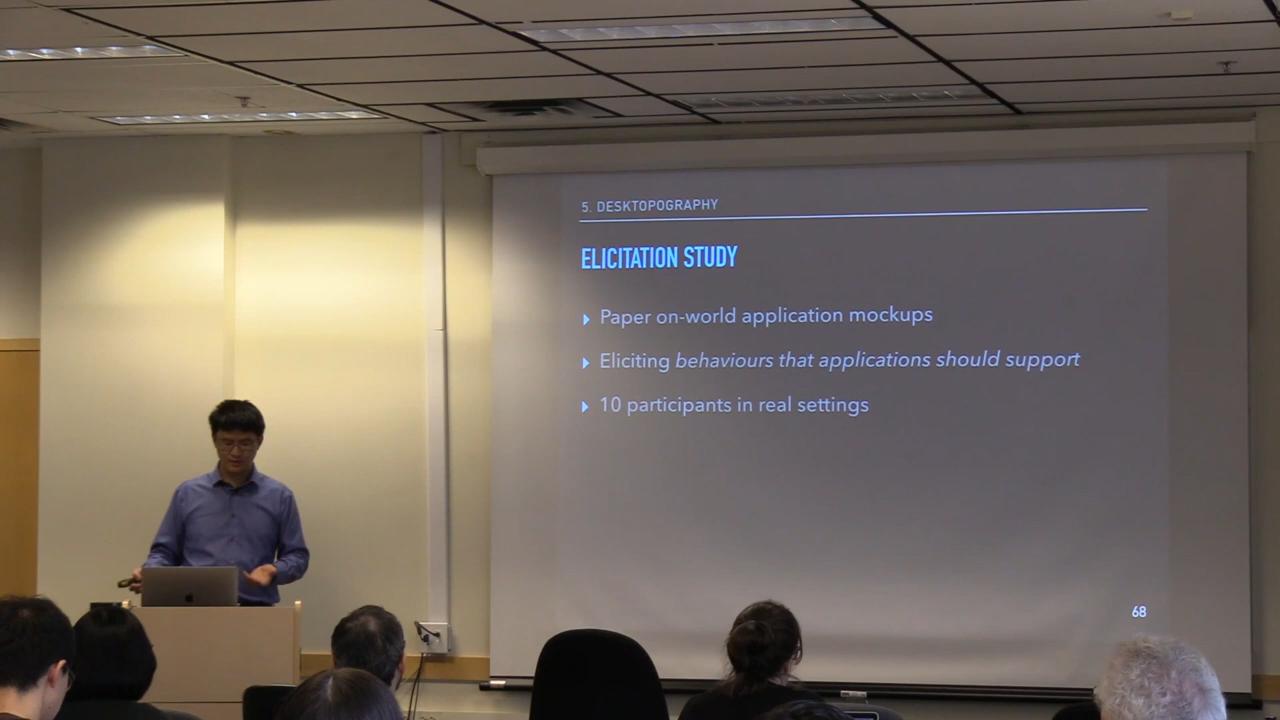 5. DESKTOPOGRAPHY
ELICITATION STUDY
Paper on-world application mockups
Eliciting behaviours that applications should support
10 participants in real settings
68